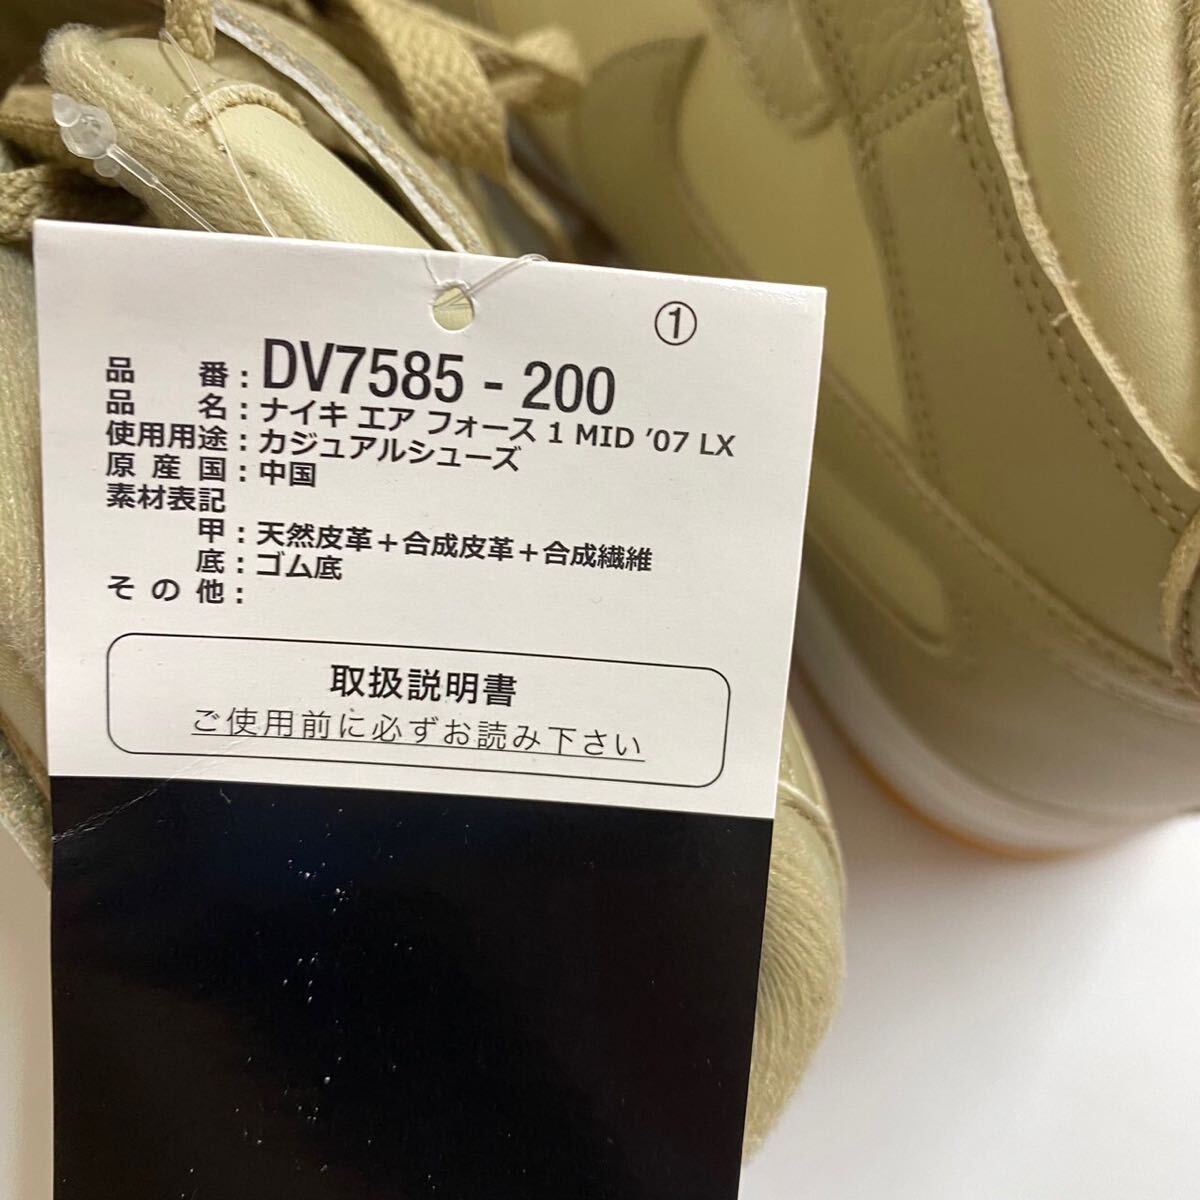 ①
品番：DV7585 - 200
品名：ナイキ エア フォース 1 MID ’07 LX
使用用途：カジュアルシューズ
原産国：中国
素材表記
甲：天然皮革＋合成皮革＋合成繊維
底：ゴム底
その他：
取扱説明書
ご使用前に必ずお読み下さい